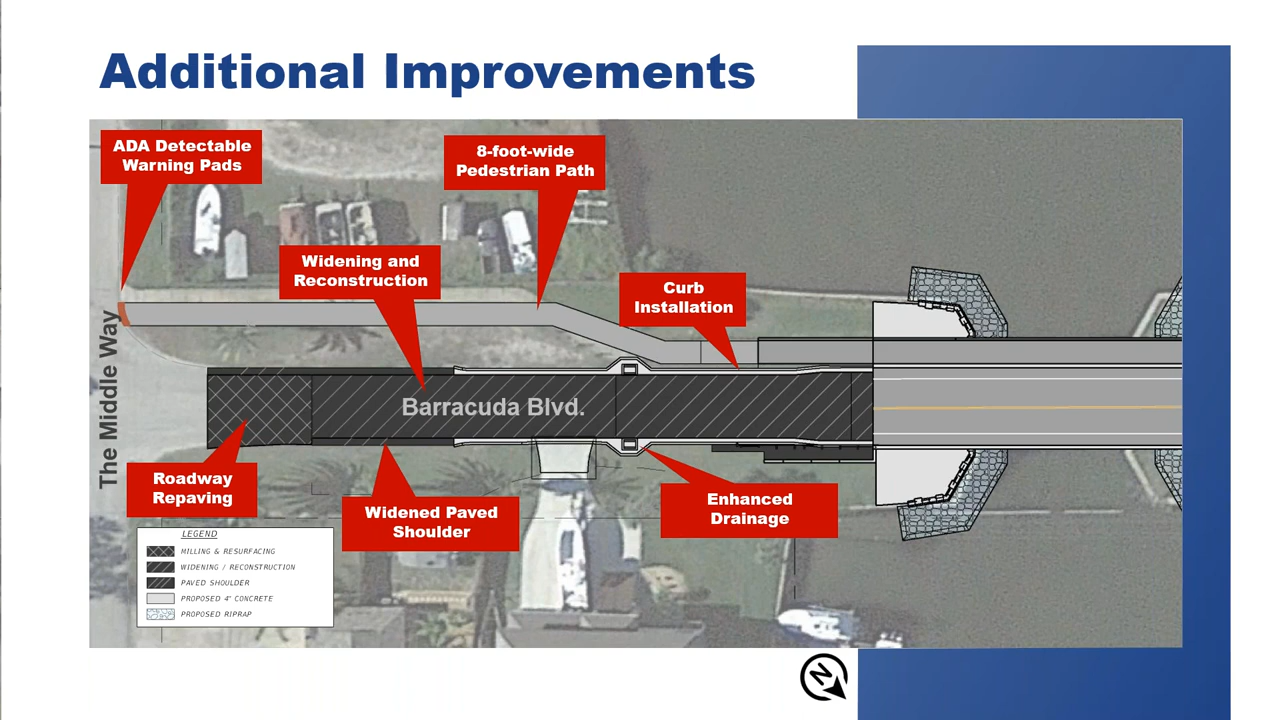 Additional Improvements
ADA Detectable
Warning Pads
8-foot-wide
Pedestrian Path
Widening and
Reconstruction
Curb
Installation
The Middle Way
Barracuda Blvd.
Roadway
Repaving
Widened Paved
Shoulder
Enhanced
Drainage
LEGEND
MILLING & RESURFACING
WIDENING / RECONSTRUCTION
PAVED SHOULDER
PROPOSED 4" CONCRETE
PROPOSED RIPRAP
N